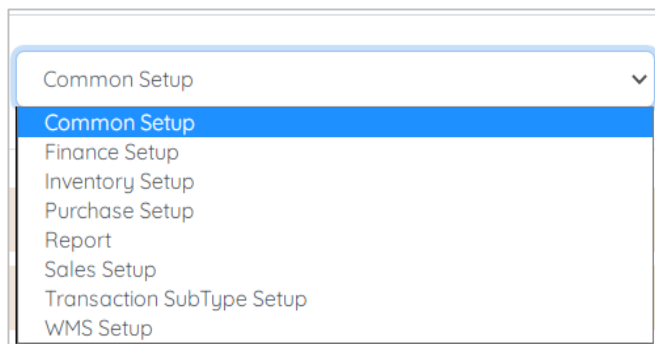 Common Setup
Common Setup
Finance Setup
Inventory Setup
Purchase Setup
Report
Sales Setup
Transaction SubType Setup
WMS Setup